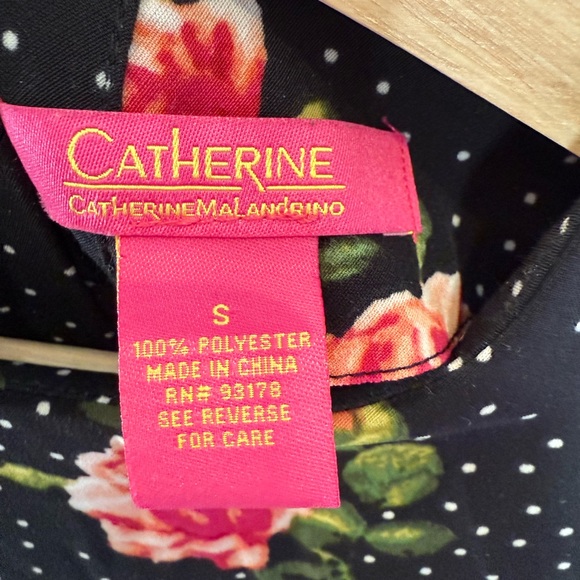 CATHERINE
CATHERINEMALANDRINO
S
100% POLYESTER
MADE IN CHINA
RN# 93178
SEE REVERSE
FOR CARE